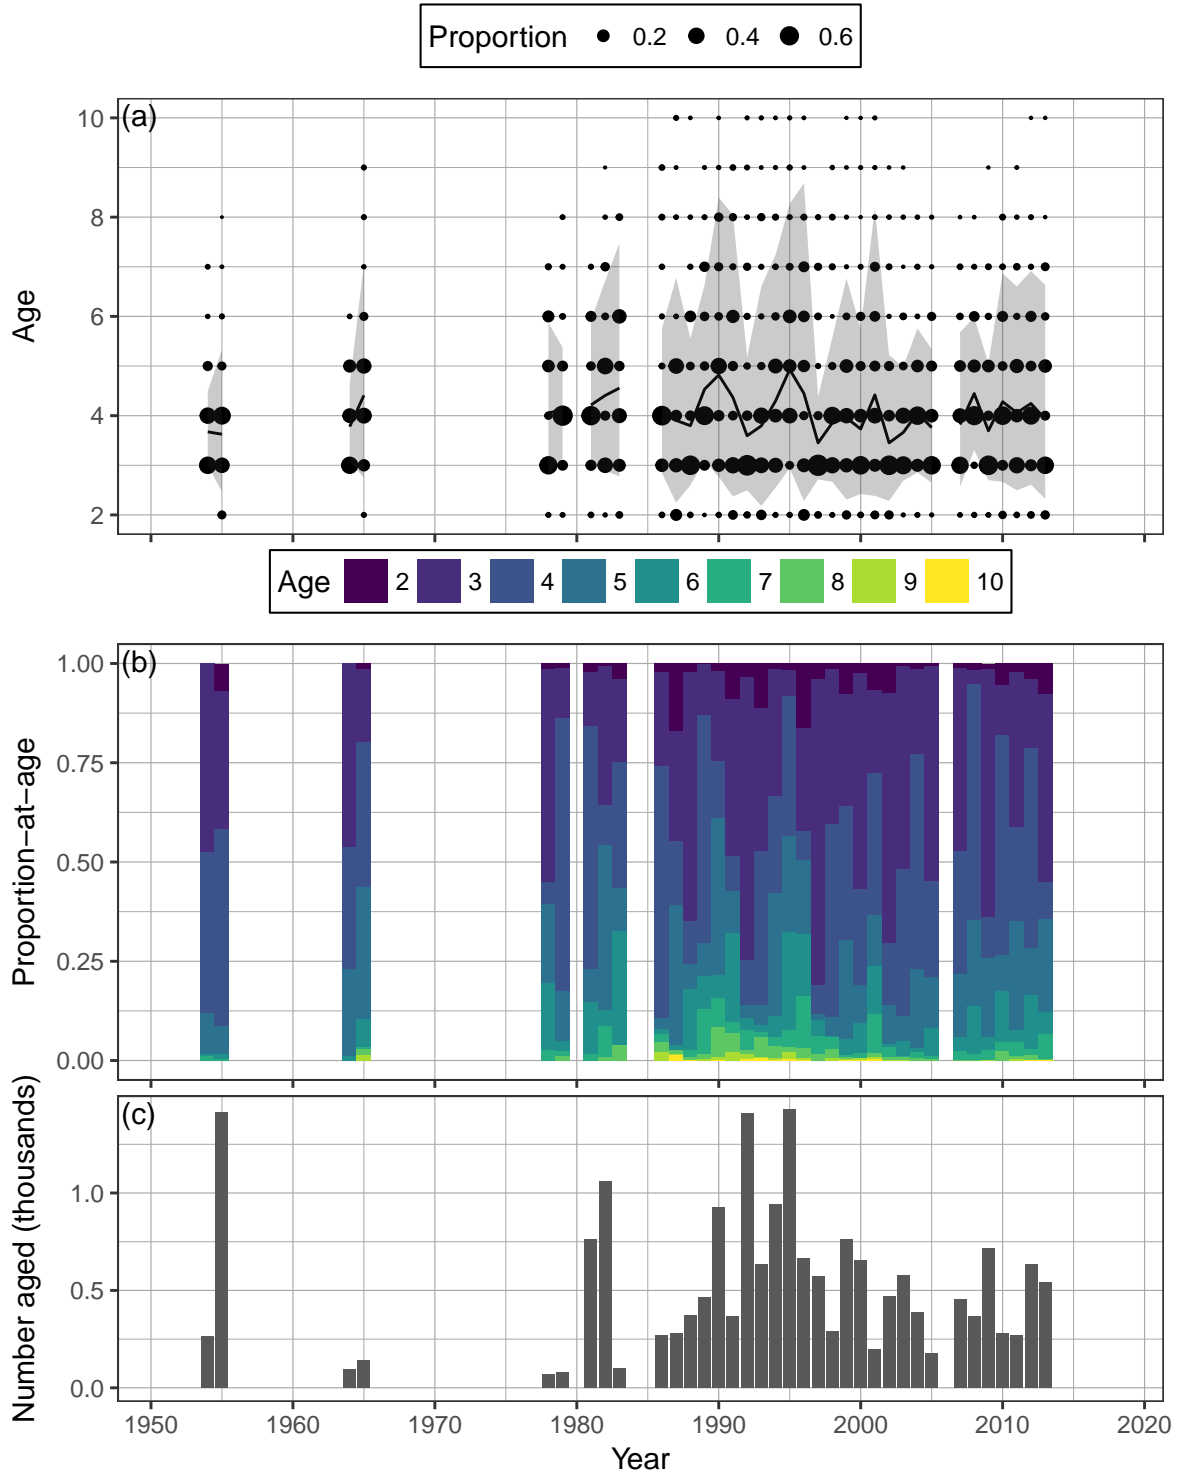 Proportion 0.2 0.4 0.6
(a)
10
8
6
4
2
Age
Age 2 3 4 5 6 7 8 9 10
(b)
1.00
0.75
0.50
0.25
0.00
Proportion−at−age
(c)
1.0
0.5
0.0
Number aged (thousands)
1950 1960 1970 1980 1990 2000 2010 2020
Year